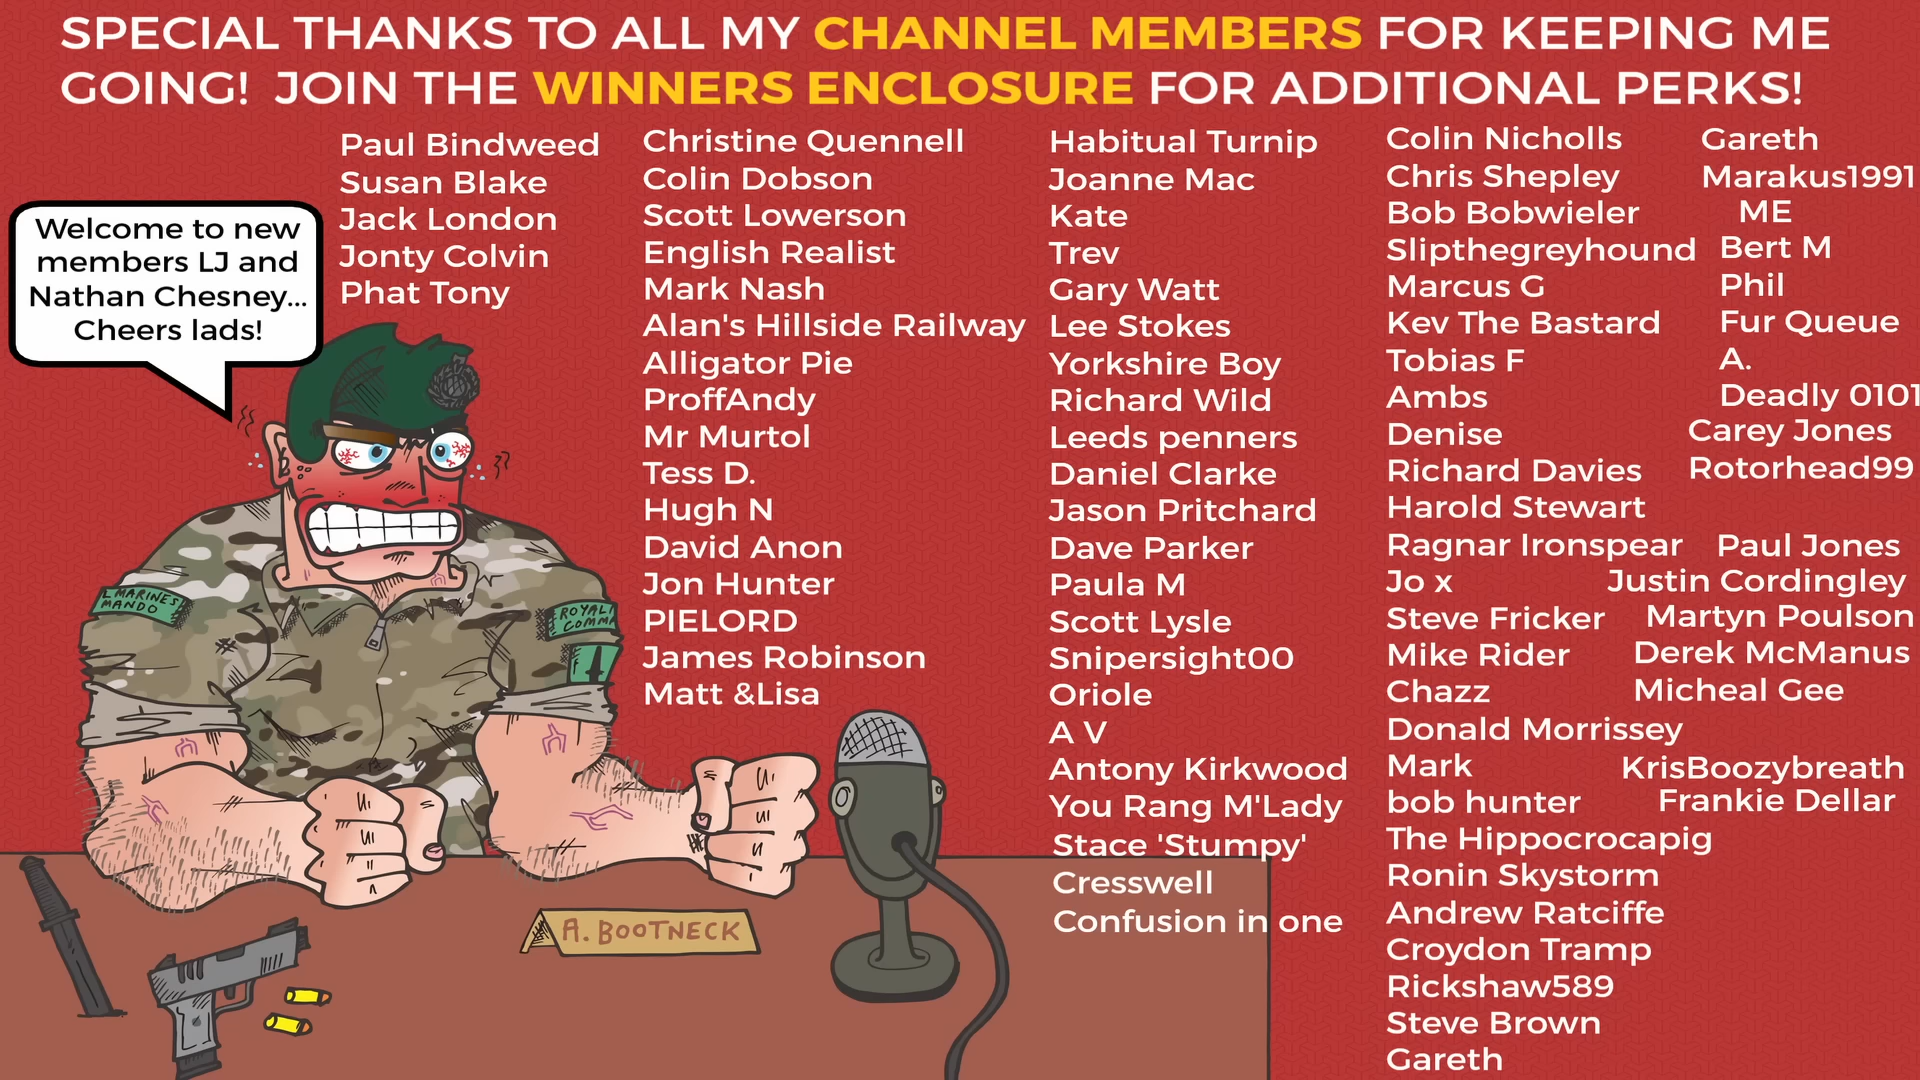 SPECIAL THANKS TO ALL MY CHANNEL MEMBERS FOR KEEPING ME
GOING! JOIN THE WINNERS ENCLOSURE FOR ADDITIONAL PERKS!
Welcome to new
members LJ and
Nathan Chesney...
Cheers lads!
Paul Bindweed
Susan Blake
Jack London
Jonty Colvin
Phat Tony
Christine Quennell
Colin Dobson
Scott Lowerson
English Realist
Mark Nash
Alan's Hillside Railway
Alligator Pie
ProffAndy
Mr Murtol
Tess D.
Hugh N
David Anon
Jon Hunter
PIELORD
James Robinson
Matt &Lisa
Habitual Turnip
Joanne Mac
Kate
Trev
Gary Watt
Lee Stokes
Yorkshire Boy
Richard Wild
Leeds penners
Daniel Clarke
Jason Pritchard
Dave Parker
Paula M
Scott Lysle
Snipersight00
Oriole
A V
Antony Kirkwood
You Rang M'Lady
Stace 'Stumpy'
Cresswell
Confusion in one
Colin Nicholls
Chris Shepley
Bob Bobwieler
Slipthegreyhound
Marcus G
Kev The Bastard
Tobias F
Ambs
Denise
Richard Davies
Harold Stewart
Ragnar Ironspear
Jo x
Steve Fricker
Mike Rider
Chazz
Donald Morrissey
Mark
bob hunter
The Hippocrocapig
Ronin Skystorm
Andrew Ratciffe
Croydon Tramp
Rickshaw589
Steve Brown
Gareth
Gareth
Marakus1991
ME
Bert M
Phil
Fur Queue
A.
Deadly 0101
Carey Jones
Rotorhead99
Paul Jones
Justin Cordingley
Martyn Poulson
Derek McManus
Micheal Gee
KrisBoozybreath
Frankie Dellar
L MARINES
MANDO
ROYAL
COMMA
A. BOOTNECK